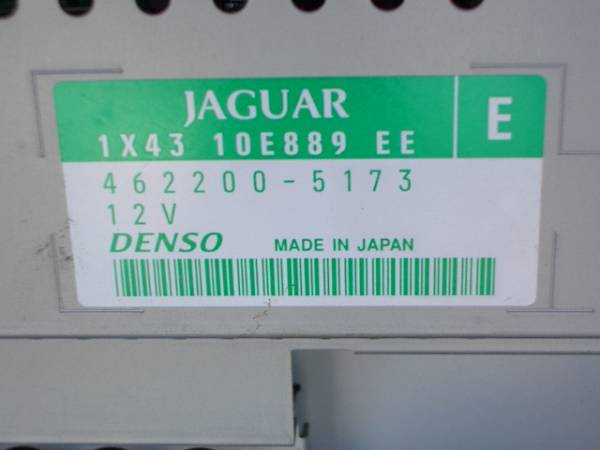 JAGUAR
1X43 10E889 EE
E
462200-5173
12V
DENSO MADE IN JAPAN